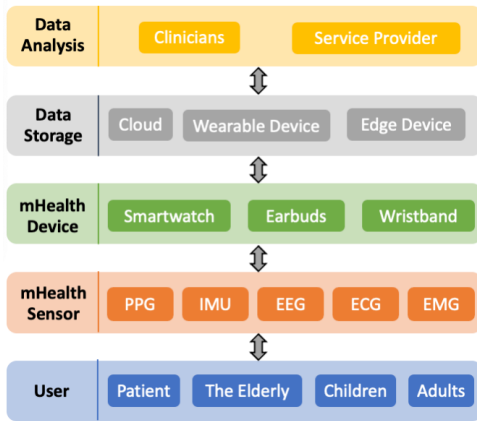 Data
Analysis
Clinicians
Service Provider
Data
Storage
Cloud
Wearable Device
Edge Device
mHealth
Device
Smartwatch
Earbuds
Wristband
mHealth
Sensor
PPG
IMU
EEG
ECG
EMG
User
Patient
The Elderly
Children
Adults